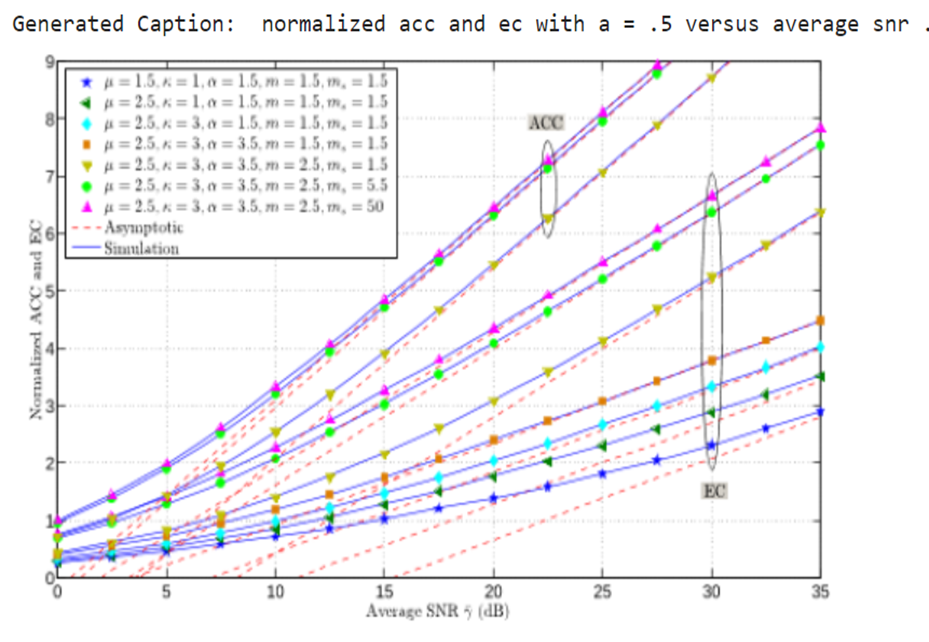 Generated Caption:  normalized acc and ec with a = .5 versus average snr .
9
8
7
6
5
4
3
2
1
0
Normalized ACC and EC
μ = 1.5, κ = 1, α = 1.5, m = 1.5, mₛ = 1.5
μ = 2.5, κ = 1, α = 1.5, m = 1.5, mₛ = 1.5
μ = 2.5, κ = 3, α = 1.5, m = 1.5, mₛ = 1.5
μ = 2.5, κ = 3, α = 3.5, m = 1.5, mₛ = 1.5
μ = 2.5, κ = 3, α = 3.5, m = 2.5, mₛ = 1.5
μ = 2.5, κ = 3, α = 3.5, m = 2.5, mₛ = 5.5
μ = 2.5, κ = 3, α = 3.5, m = 2.5, mₛ = 50
Asymptotic
Simulation
ACC
EC
0 5 10 15 20 25 30 35
Average SNR γ̄ (dB)